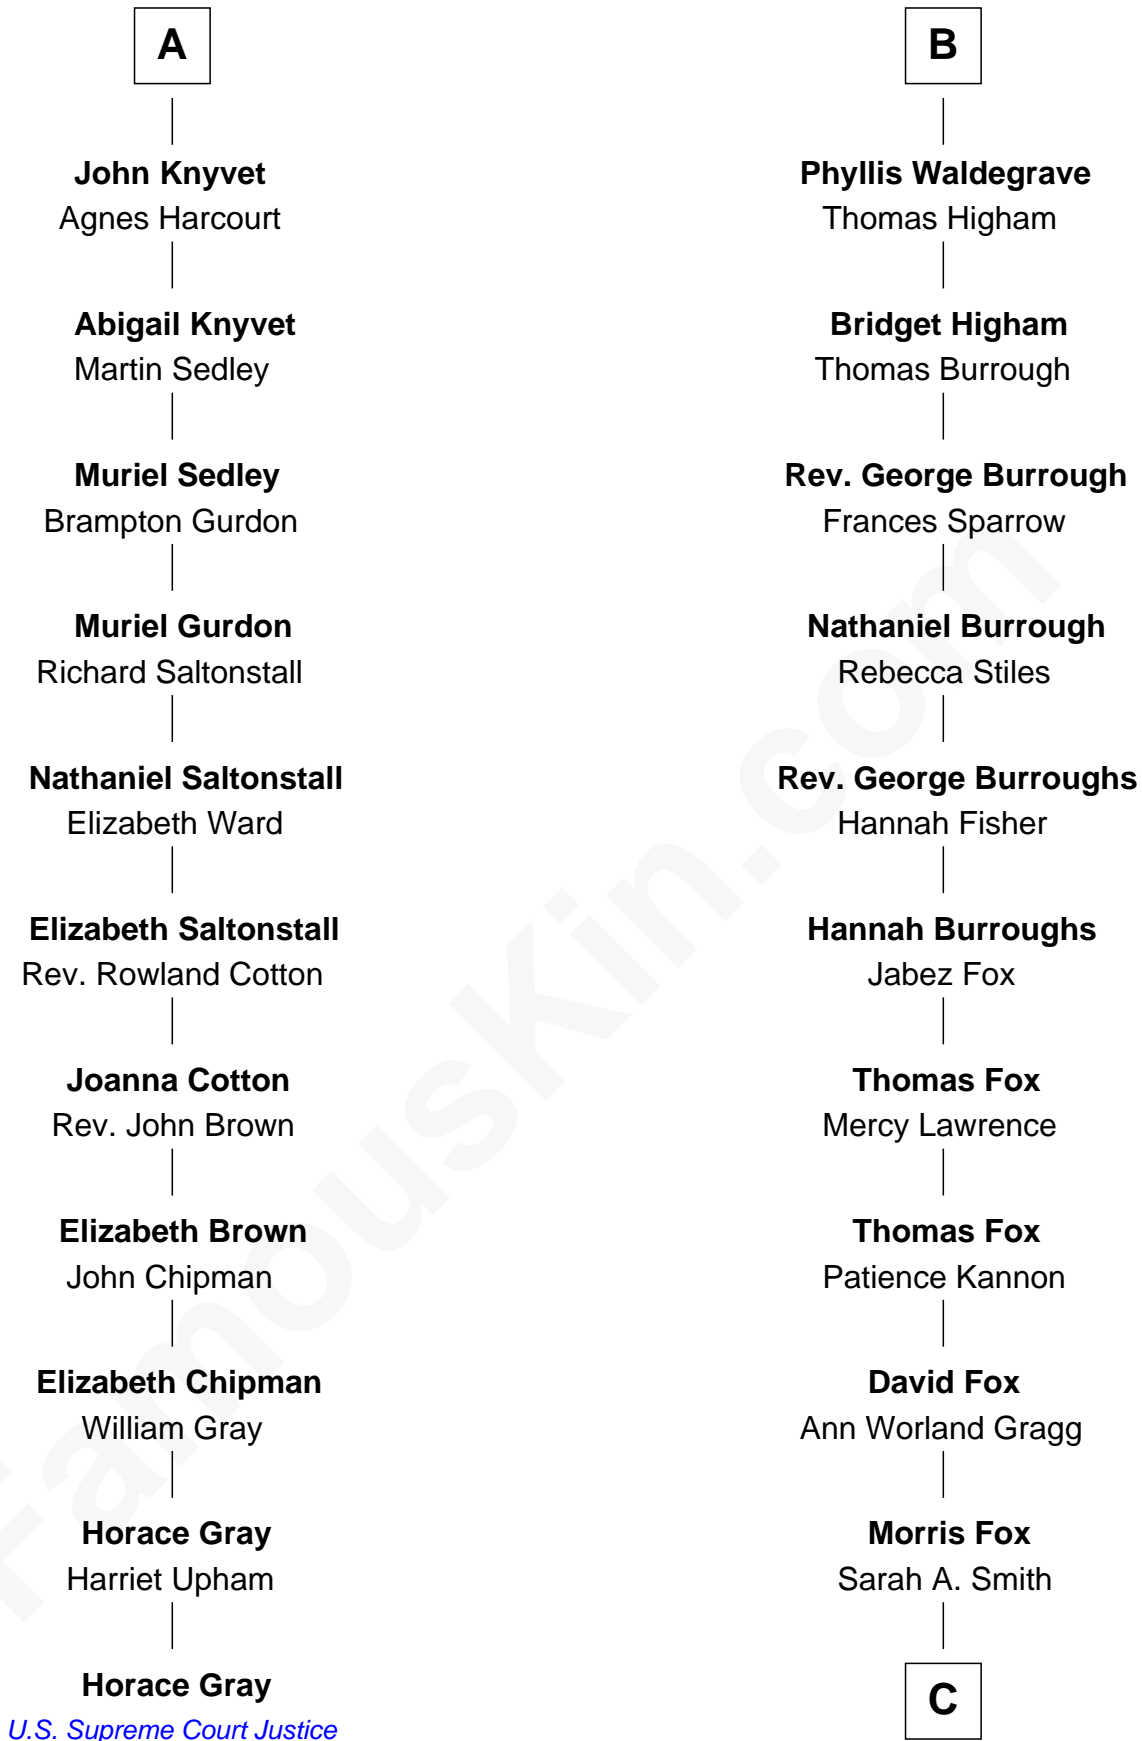 A
John Knyvet
Agnes Harcourt
Abigail Knyvet
Martin Sedley
Muriel Sedley
Brampton Gurdon
Muriel Gurdon
Richard Saltonstall
Nathaniel Saltonstall
Elizabeth Ward
Elizabeth Saltonstall
Rev. Rowland Cotton
Joanna Cotton
Rev. John Brown
Elizabeth Brown
John Chipman
Elizabeth Chipman
William Gray
Horace Gray
Harriet Upham
Horace Gray
U.S. Supreme Court Justice
B
Phyllis Waldegrave
Thomas Higham
Bridget Higham
Thomas Burrough
Rev. George Burrough
Frances Sparrow
Nathaniel Burrough
Rebecca Stiles
Rev. George Burroughs
Hannah Fisher
Hannah Burroughs
Jabez Fox
Thomas Fox
Mercy Lawrence
Thomas Fox
Patience Kannon
David Fox
Ann Worland Gragg
Morris Fox
Sarah A. Smith
C
FamousKin.com